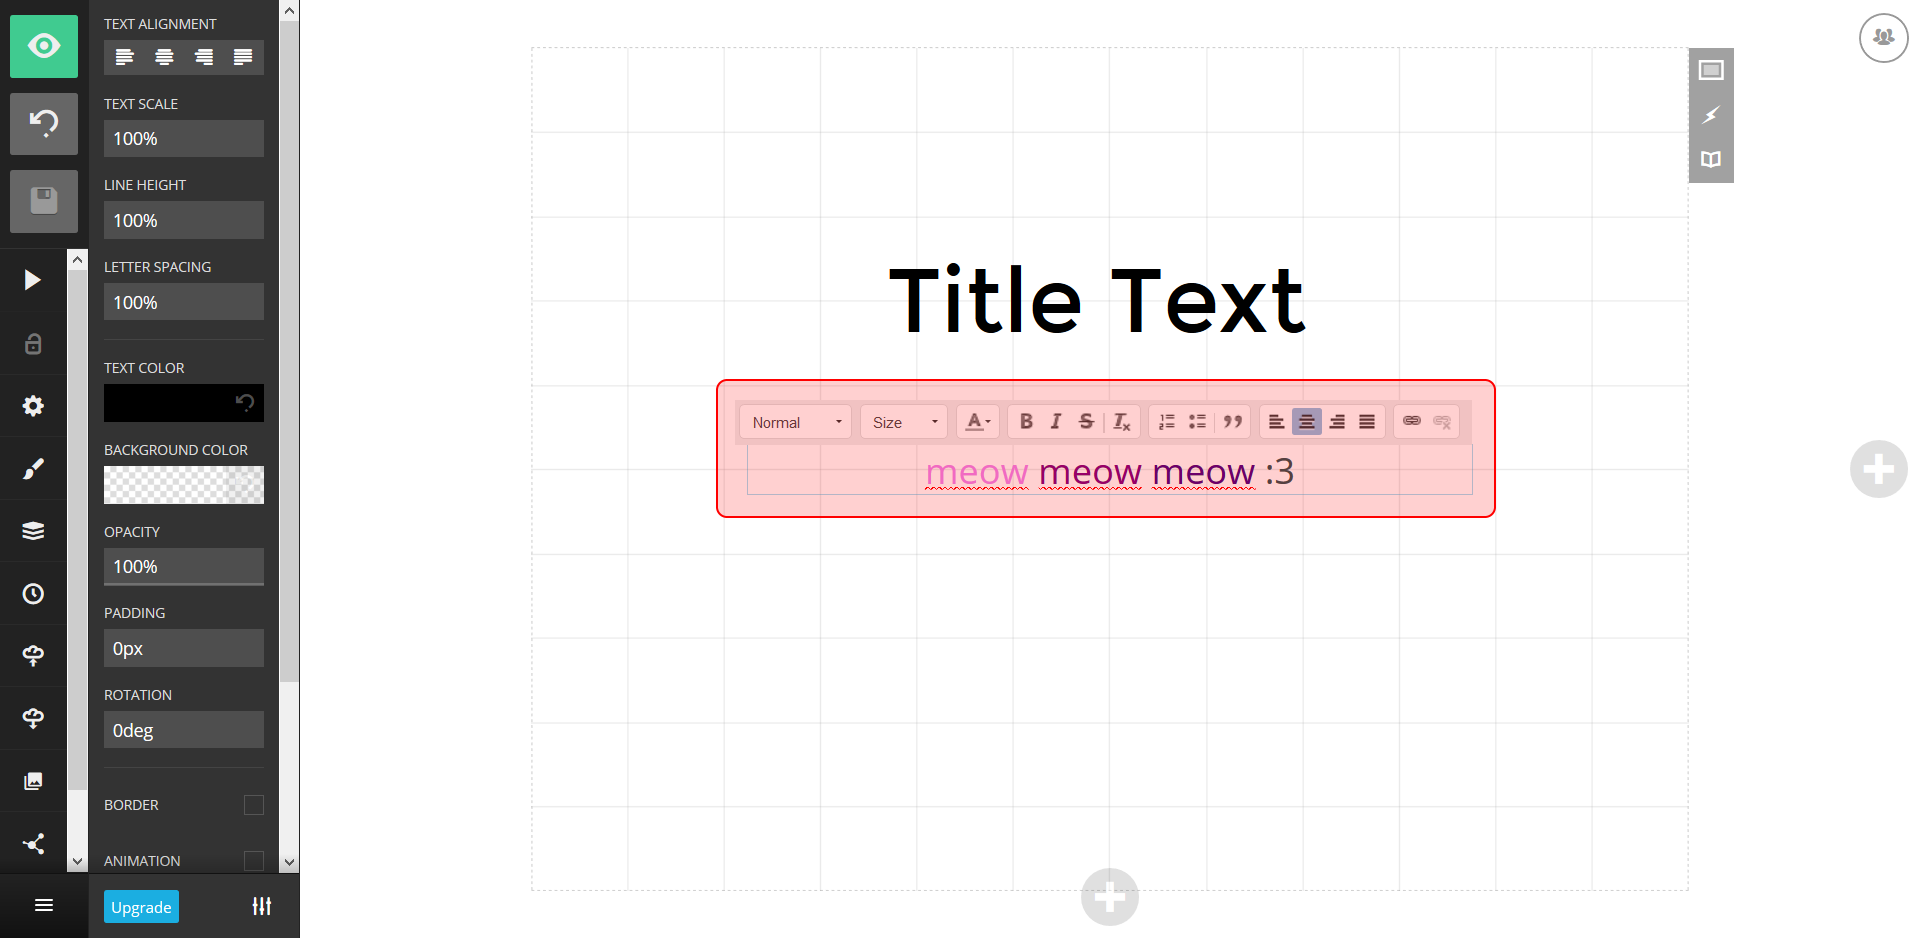 TEXT ALIGNMENT
TEXT SCALE
100%
LINE HEIGHT
100%
LETTER SPACING
100%
TEXT COLOR
BACKGROUND COLOR
OPACITY
100%
PADDING
0px
ROTATION
0deg
BORDER
ANIMATION
Upgrade
Title Text
Normal Size
meow meow meow :3